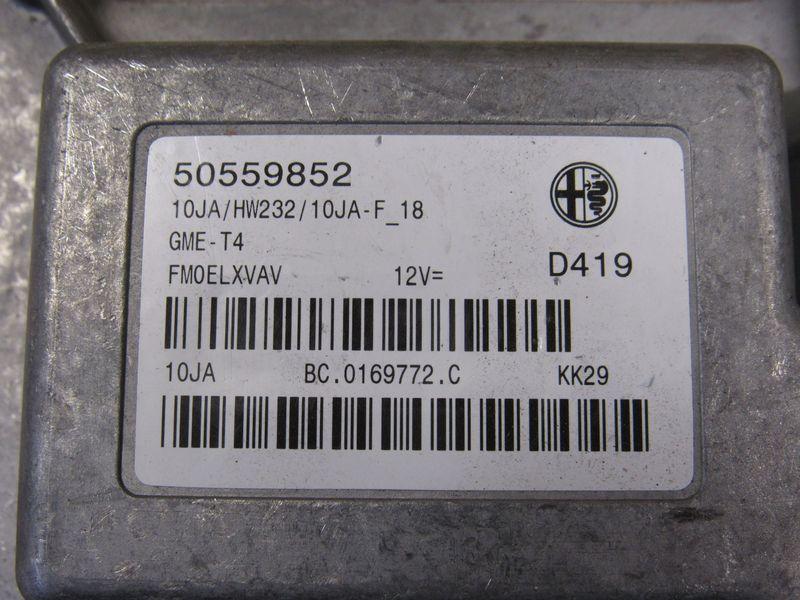 50559852
10JA/HW232/10JA-F_18
GME-T4
D419
FM0ELXVAV 12V=
10JA BC.0169772.C KK29